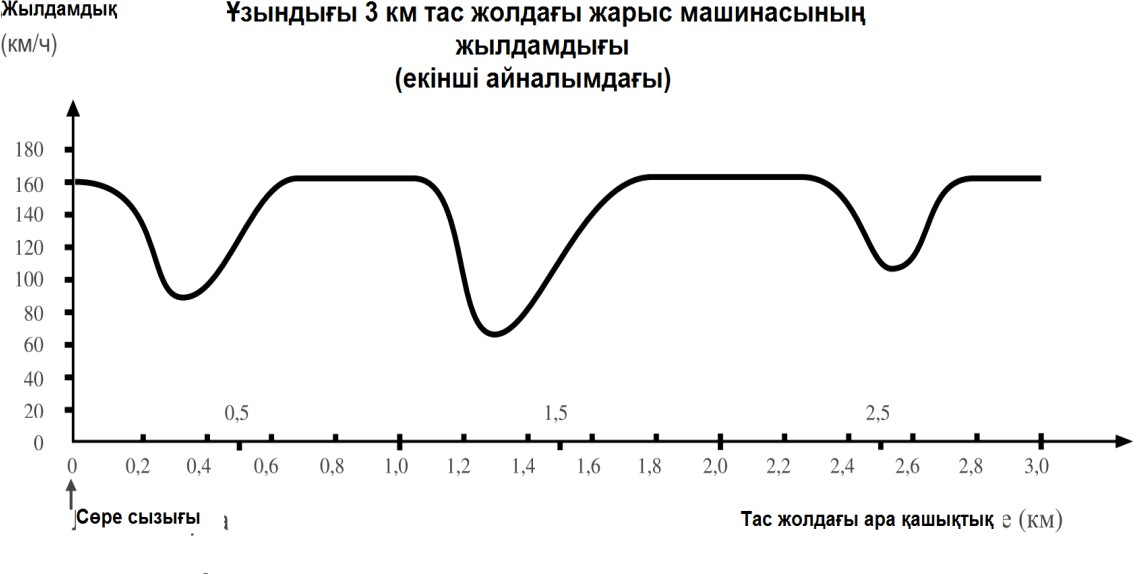 Жылдамдық
(км/ч)
Ұзындығы 3 км тас жолдағы жарыс машинасының
жылдамдығы
(екінші айналымдағы)
180
160
140
120
100
80
60
40
20
0
0,5 1,5 2,5
0 0,2 0,4 0,6 0,8 1,0 1,2 1,4 1,6 1,8 2,0 2,2 2,4 2,6 2,8 3,0
Сөре сызығы а
Тас жолдағы ара қашықтық е (км)